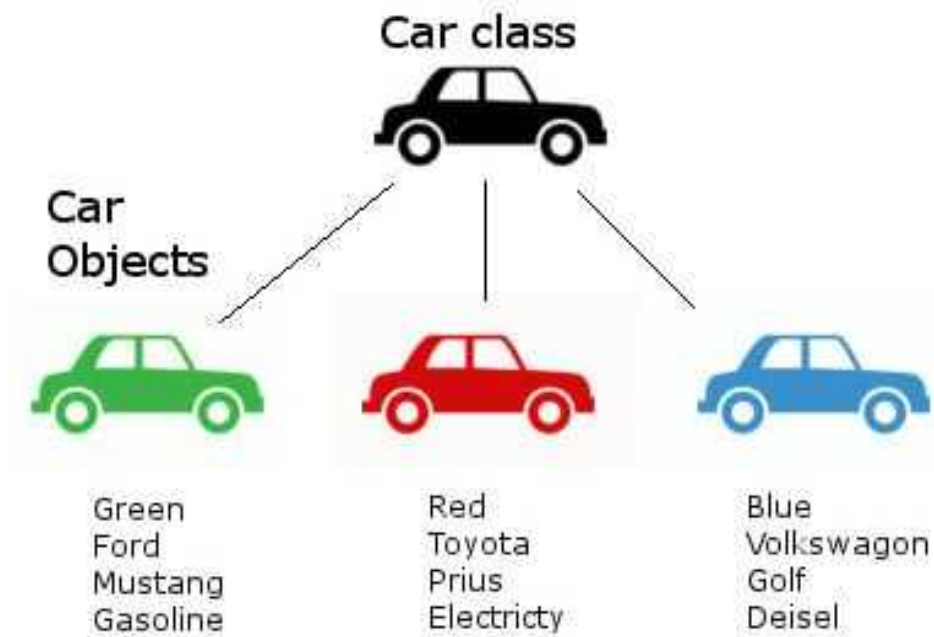 Car class
Car
Objects
Green
Ford
Mustang
Gasoline
Red
Toyota
Prius
Electricty
Blue
Volkswagon
Golf
Deisel